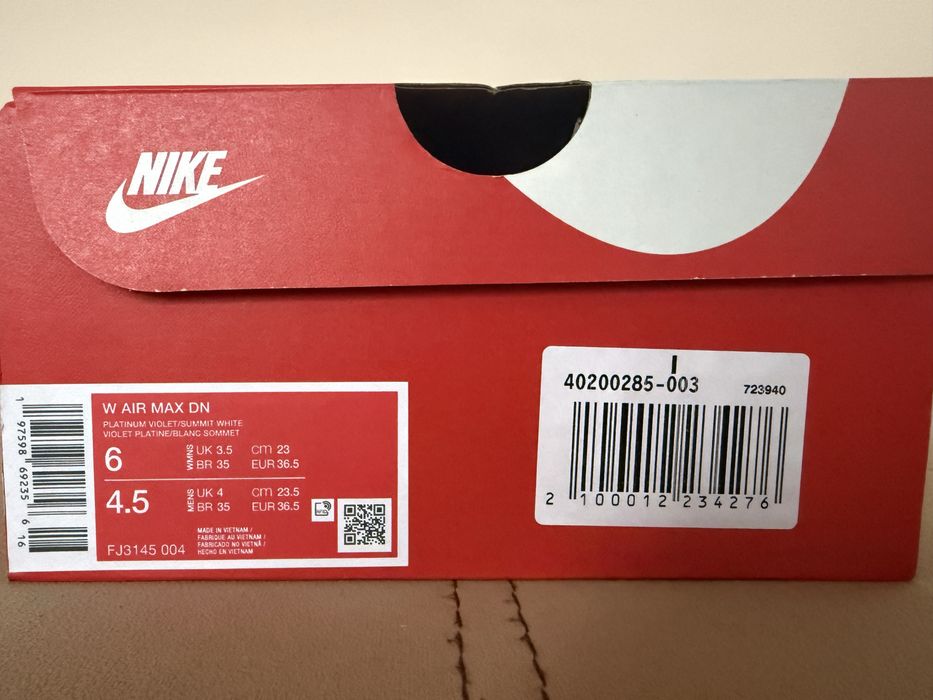 NIKE
W AIR MAX DN
PLATINUM VIOLET/SUMMIT WHITE
VIOLET PLATINE/BLANC SOMMET
6 WMNS UK 3.5 CM 23
BR 35 EUR 36.5
4.5 MENS UK 4 CM 23.5
BR 35 EUR 36.5
MADE IN VIETNAM /
FABRIQUE AU VIETNAM /
FABRICADO NO VIETNÃ /
HECHO EN VIETNAM
FJ3145 004
1 97598 69235 6 16
40200285-003 723940
2 100012 234276